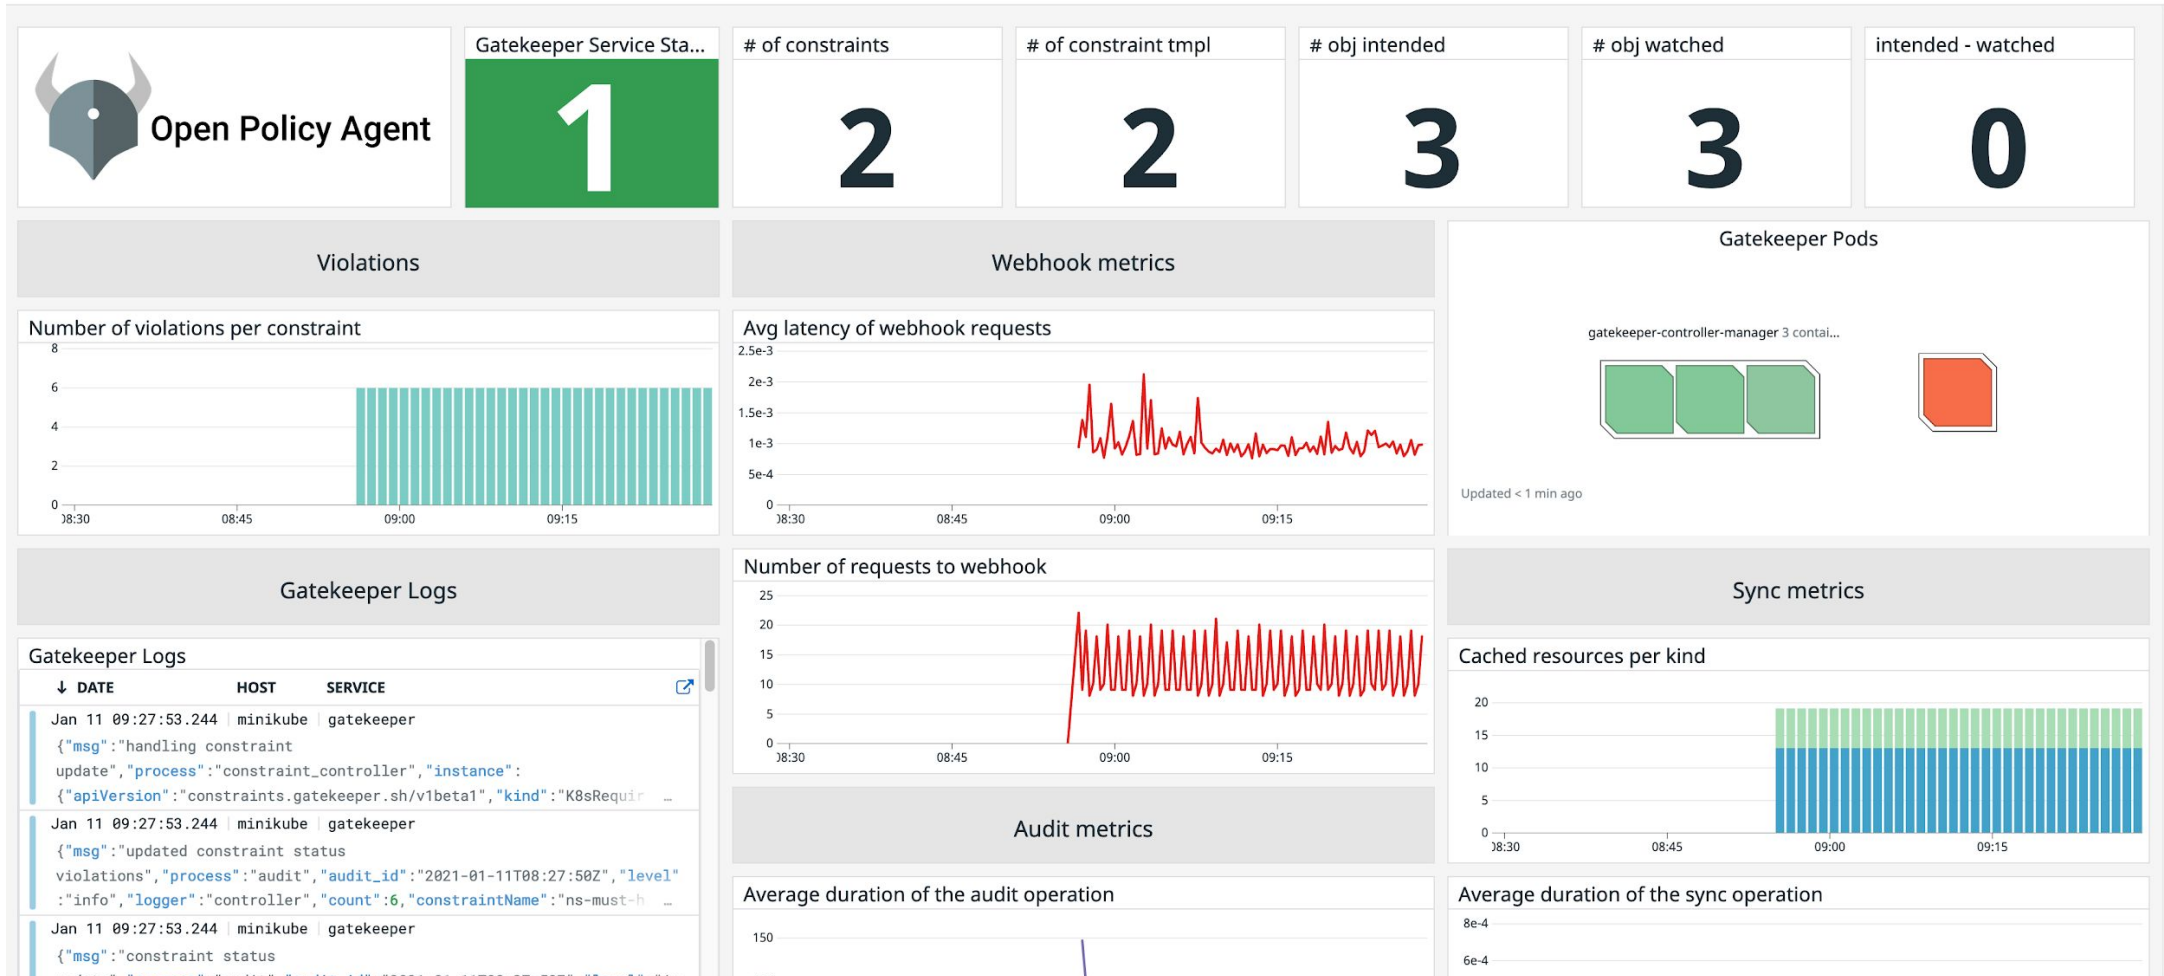 Open Policy Agent
Gatekeeper Service Sta...
1
# of constraints
2
# of constraint tmpl
2
# obj intended
3
# obj watched
3
intended - watched
0
Violations
Number of violations per constraint
8
6
4
2
0
08:45
09:00
09:15
Gatekeeper Logs
Gatekeeper Logs
↓ DATE HOST SERVICE
Jan 11 09:27:53.244 minikube gatekeeper
{"msg":"handling constraint
update","process":"constraint_controller","instance":
{"apiVersion":"constraints.gatekeeper.sh/v1beta1","kind":"K8sRequir …
Jan 11 09:27:53.244 minikube gatekeeper
{"msg":"updated constraint status
violations","process":"audit","audit_id":"2021-01-11T08:27:50Z","level"
:"info","logger":"controller","count":6,"constraintName":"ns-must-h …
Jan 11 09:27:53.244 minikube gatekeeper
{"msg":"constraint status
Webhook metrics
Avg latency of webhook requests
2.5e-3
2e-3
1.5e-3
1e-3
5e-4
0
08:45
09:00
09:15
Number of requests to webhook
25
20
15
10
5
0
08:45
09:00
09:15
Audit metrics
Average duration of the audit operation
150
Gatekeeper Pods
gatekeeper-controller-manager 3 contai...
Updated < 1 min ago
Sync metrics
Cached resources per kind
20
15
10
5
0
08:45
09:00
09:15
Average duration of the sync operation
8e-4
6e-4